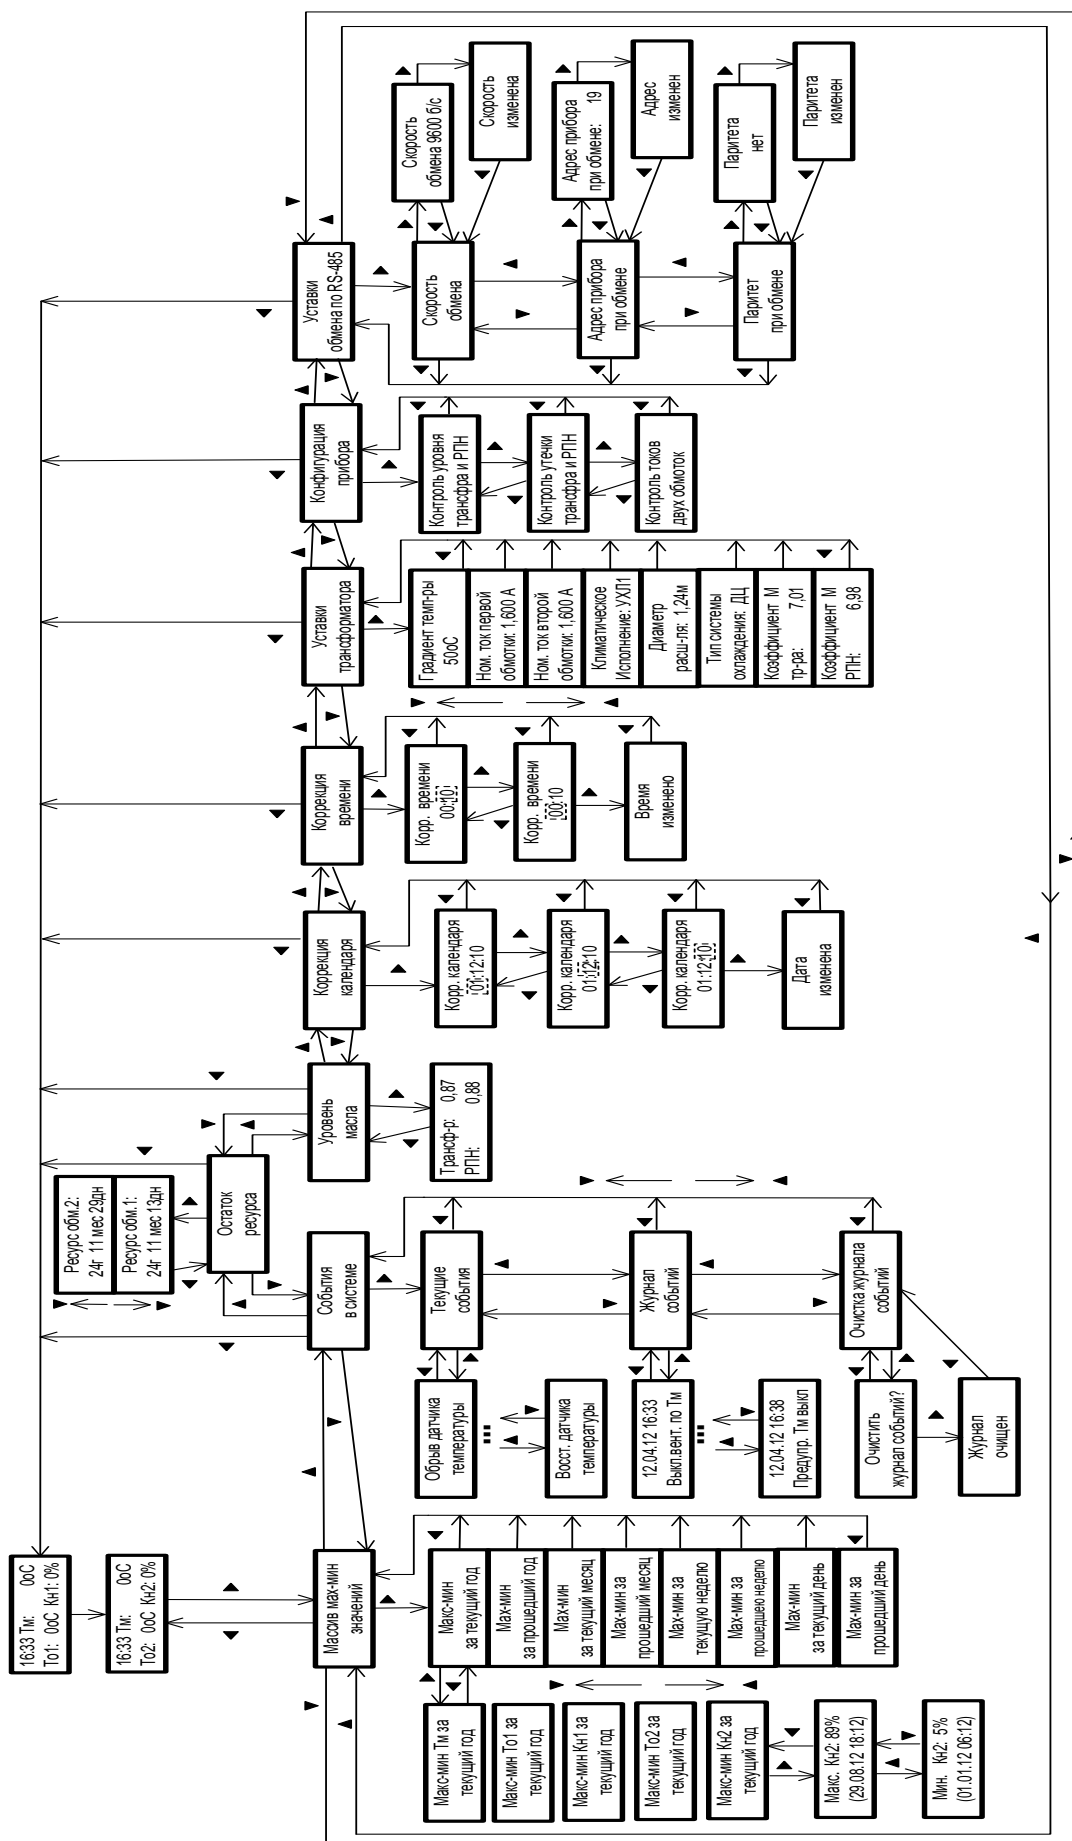 16:33 Тм: 0оС
То1: 0оС Кн1: 0%
16:33 Тм: 0оС
То2: 0оС Кн2: 0%
Ресурс обм.2:
24г 11 мес 29дн
Ресурс обм.1:
24г 11 мес 13дн
Остаток
ресурса
Массив мах-мин
значений
События
в системе
Уровень
масла
Коррекция
календаря
Коррекция
времени
Уставки
трансформатора
Конфигурация
прибора
Уставки
обмена по RS-485
Макс-мин
за текущий год
Мах-мин
за прошедший год
Мах-мин
за текущий месяц
Мах-мин за
прошедший месяц
Мах-мин за
текущую неделю
Мах-мин за
прошедшею неделю
Мах-мин
за текущий день
Мах-мин за
прошедший день
Макс-мин Тм за
текущий год
Макс-мин То1 за
текущий год
Макс-мин Кн1 за
текущий год
Макс-мин То2 за
текущий год
Макс-мин Кн2 за
текущий год
Макс. Кн2: 89%
(29.08.12 18:12)
Мин. Кн2: 5%
(01.01.12 06:12)
Текущие
события
Обрыв датчика
температуры
Восст. датчика
температуры
Журнал
событий
12.04.12 16:33
Выкл.вент. по Тм
12.04.12 16:38
Предупр. Тм выкл
Очистка журнала
событий
Очистить
журнал событий?
Журнал
очищен
Трансф-р: 0,87
РПН: 0,88
Корр. календаря
01:12:10
Корр. календаря
01:12:10
Корр. календаря
01:12:10
Дата
изменена
Корр. времени
00:10
Корр. времени
00:10
Время
изменено
Градиент темп-ры
50оС
Ном. ток первой
обмотки: 1,600 А
Ном. ток второй
обмотки: 1,600 А
Климатическое
Исполнение: УХЛ1
Диаметр
расш-ля: 1,24м
Тип системы
охлаждения: ДЦ
Коэффициент М
тр-ра: 7,01
Коэффициент М
РПН: 6,98
Контроль уровня
трансфра и РПН
Контроль утечки
трансфра и РПН
Контроль токов
двух обмоток
Скорость
обмена
Скорость
обмена 9600 б/с
Скорость
изменена
Адрес прибора
при обмене
Адрес прибора
при обмене: 19
Адрес
изменен
Паритет
при обмене
Паритета
нет
Паритета
изменен